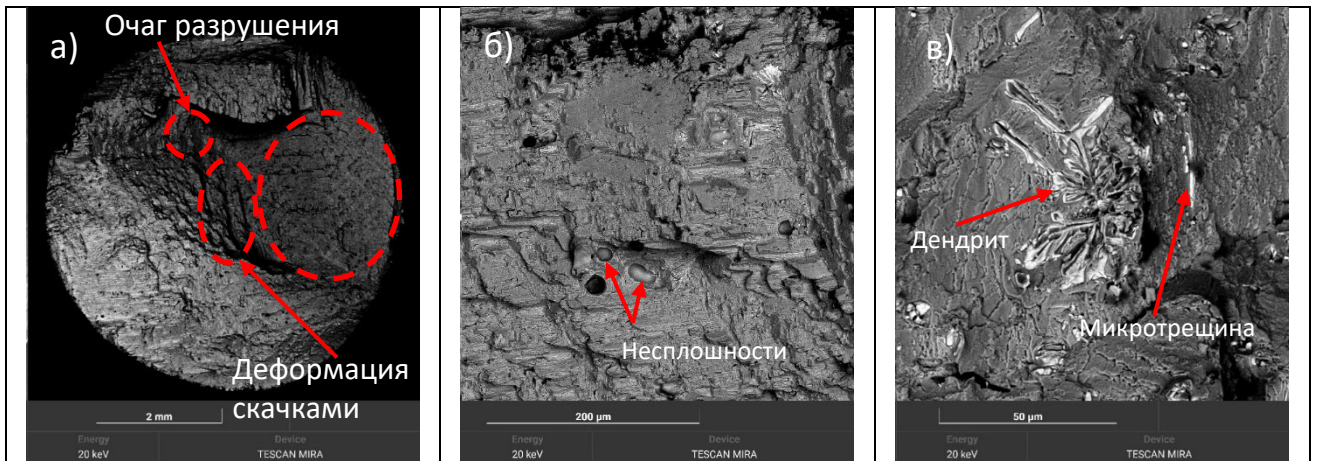 а)
Очаг разрушения
Деформация
скачками
2 mm
Energy
Device
20 keV
TESCAN MIRA
б)
Несплошности
200 µm
Energy
Device
20 keV
TESCAN MIRA
в)
Дендрит
Микротрещина
50 µm
Energy
Device
20 keV
TESCAN MIRA